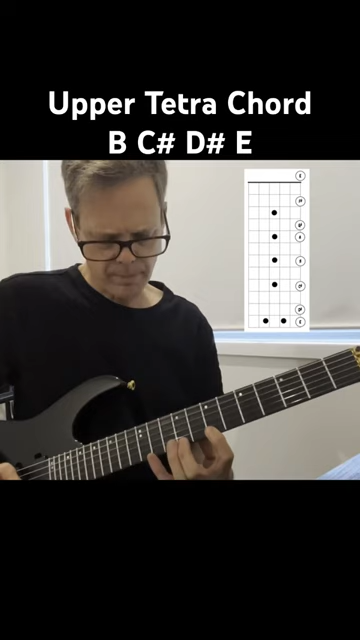 Upper Tetra Chord
B C# D# E
E
F#
G#
A
B
C#
D#
E